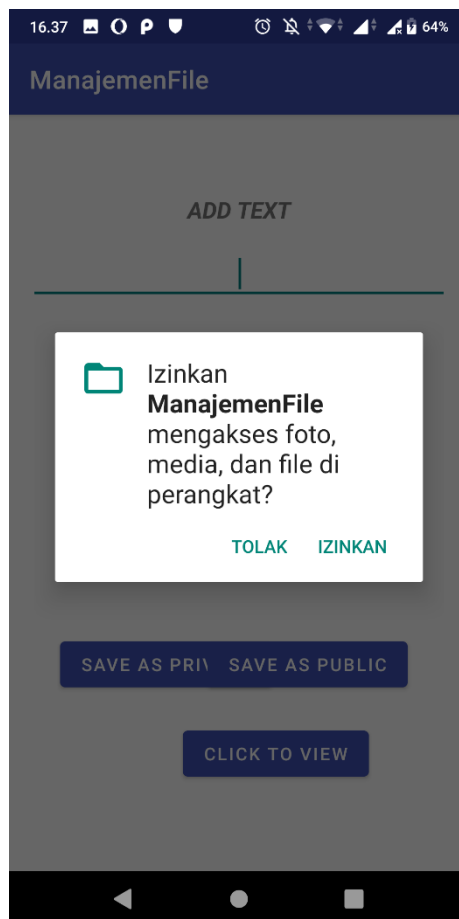 16.37
64%
ManajemenFile
ADD TEXT
Izinkan
ManajemenFile
mengakses foto,
media, dan file di
perangkat?
TOLAK IZINKAN
SAVE AS PRI SAVE AS PUBLIC
CLICK TO VIEW